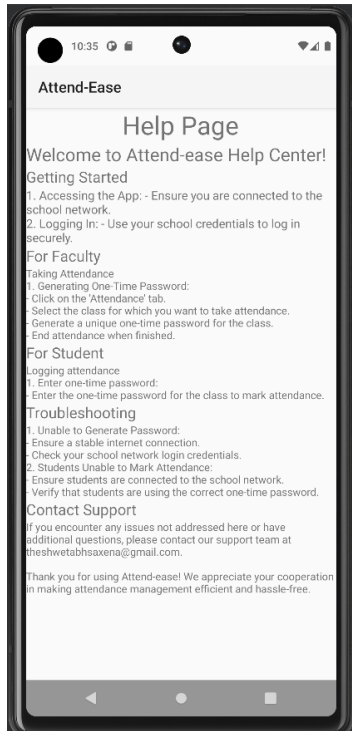 10:35
Attend-Ease
Help Page
Welcome to Attend-ease Help Center!
Getting Started
1. Accessing the App: - Ensure you are connected to the
school network.
2. Logging In: - Use your school credentials to log in
securely.
For Faculty
Taking Attendance
1. Generating One-Time Password:
- Click on the 'Attendance' tab.
- Select the class for which you want to take attendance.
- Generate a unique one-time password for the class.
- End attendance when finished.
For Student
Logging attendance
1. Enter one-time password:
- Enter the one-time password for the class to mark attendance.
Troubleshooting
1. Unable to Generate Password:
- Ensure a stable internet connection.
- Check your school network login credentials.
2. Students Unable to Mark Attendance:
- Ensure students are connected to the school network.
- Verify that students are using the correct one-time password.
Contact Support
If you encounter any issues not addressed here or have
additional questions, please contact our support team at
theshwetabhsaxena@gmail.com.
Thank you for using Attend-ease! We appreciate your cooperation
in making attendance management efficient and hassle-free.